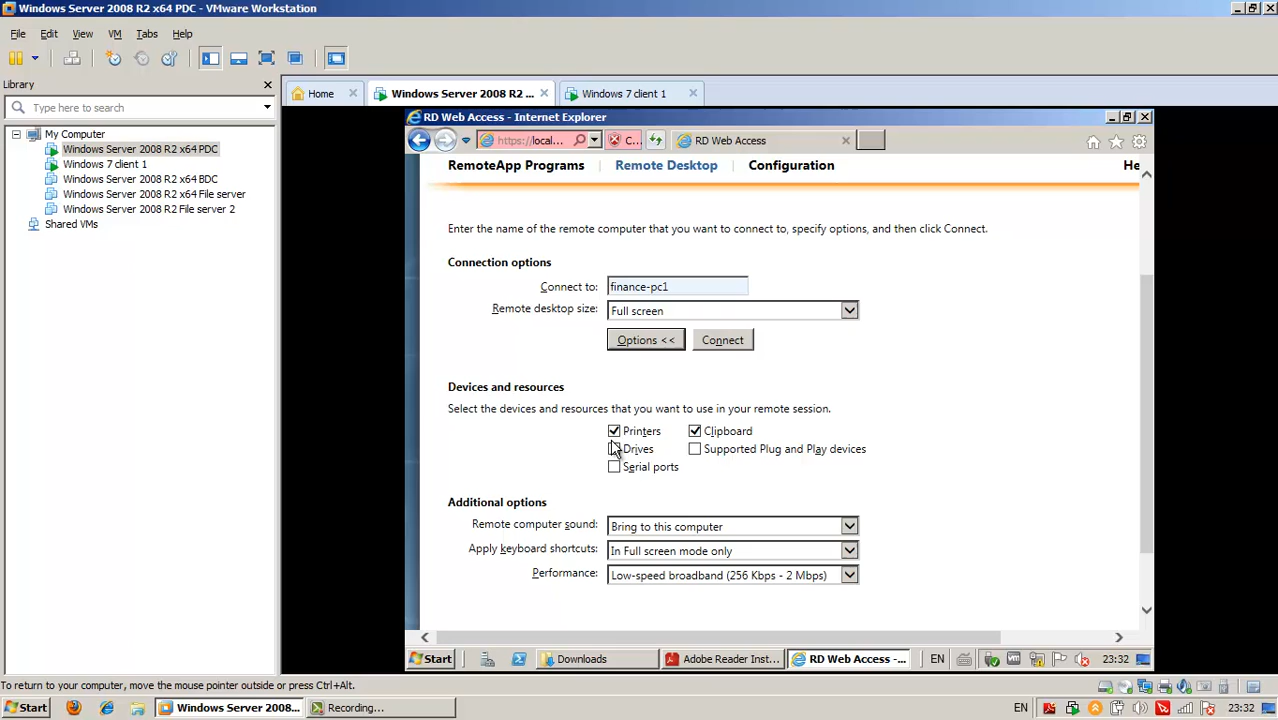 Windows Server 2008 R2 x64 PDC - VMware Workstation
File Edit View VM Tabs Help
Library
Type here to search
My Computer
Windows Server 2008 R2 x64 PDC
Windows 7 client 1
Windows Server 2008 R2 x64 BDC
Windows Server 2008 R2 x64 File server
Windows Server 2008 R2 File server 2
Shared VMs
Home
Windows Server 2008 R2 ...
Windows 7 client 1
RD Web Access - Internet Explorer
https://local...
C...
RD Web Access
RemoteApp Programs Remote Desktop Configuration He
Enter the name of the remote computer that you want to connect to, specify options, and then click Connect.
Connection options
Connect to: finance-pc1
Remote desktop size: Full screen
Options << Connect
Devices and resources
Select the devices and resources that you want to use in your remote session.
Printers Clipboard
Drives Supported Plug and Play devices
Serial ports
Additional options
Remote computer sound: Bring to this computer
Apply keyboard shortcuts: In Full screen mode only
Performance: Low-speed broadband (256 Kbps - 2 Mbps)
Start Downloads Adobe Reader Inst... RD Web Access -... EN 23:32
To return to your computer, move the mouse pointer outside or press Ctrl+Alt.
Start Windows Server 2008... Recording... EN 23:32